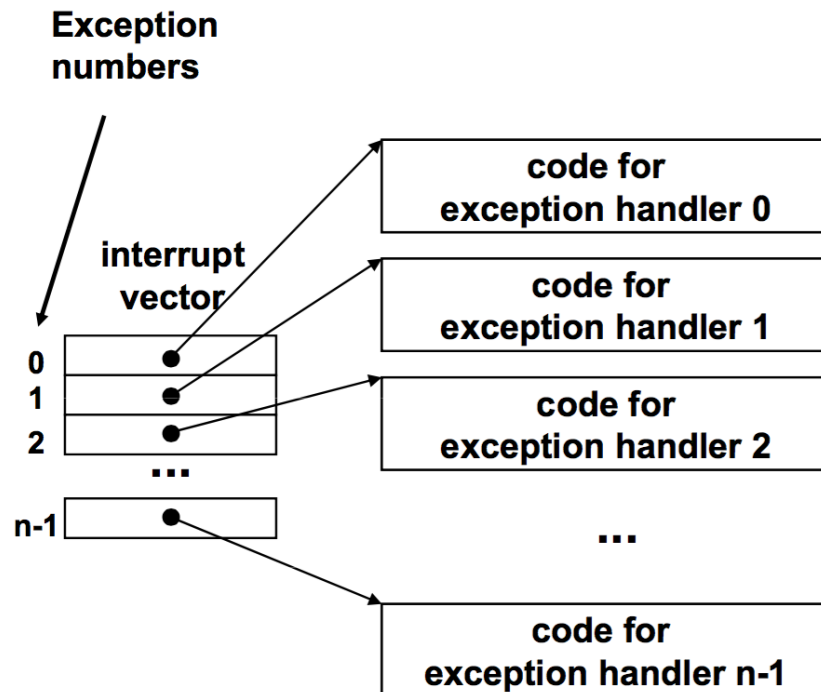 Exception
numbers
interrupt
vector
0
1
2
...
n-1
code for
exception handler 0
code for
exception handler 1
code for
exception handler 2
...
code for
exception handler n-1